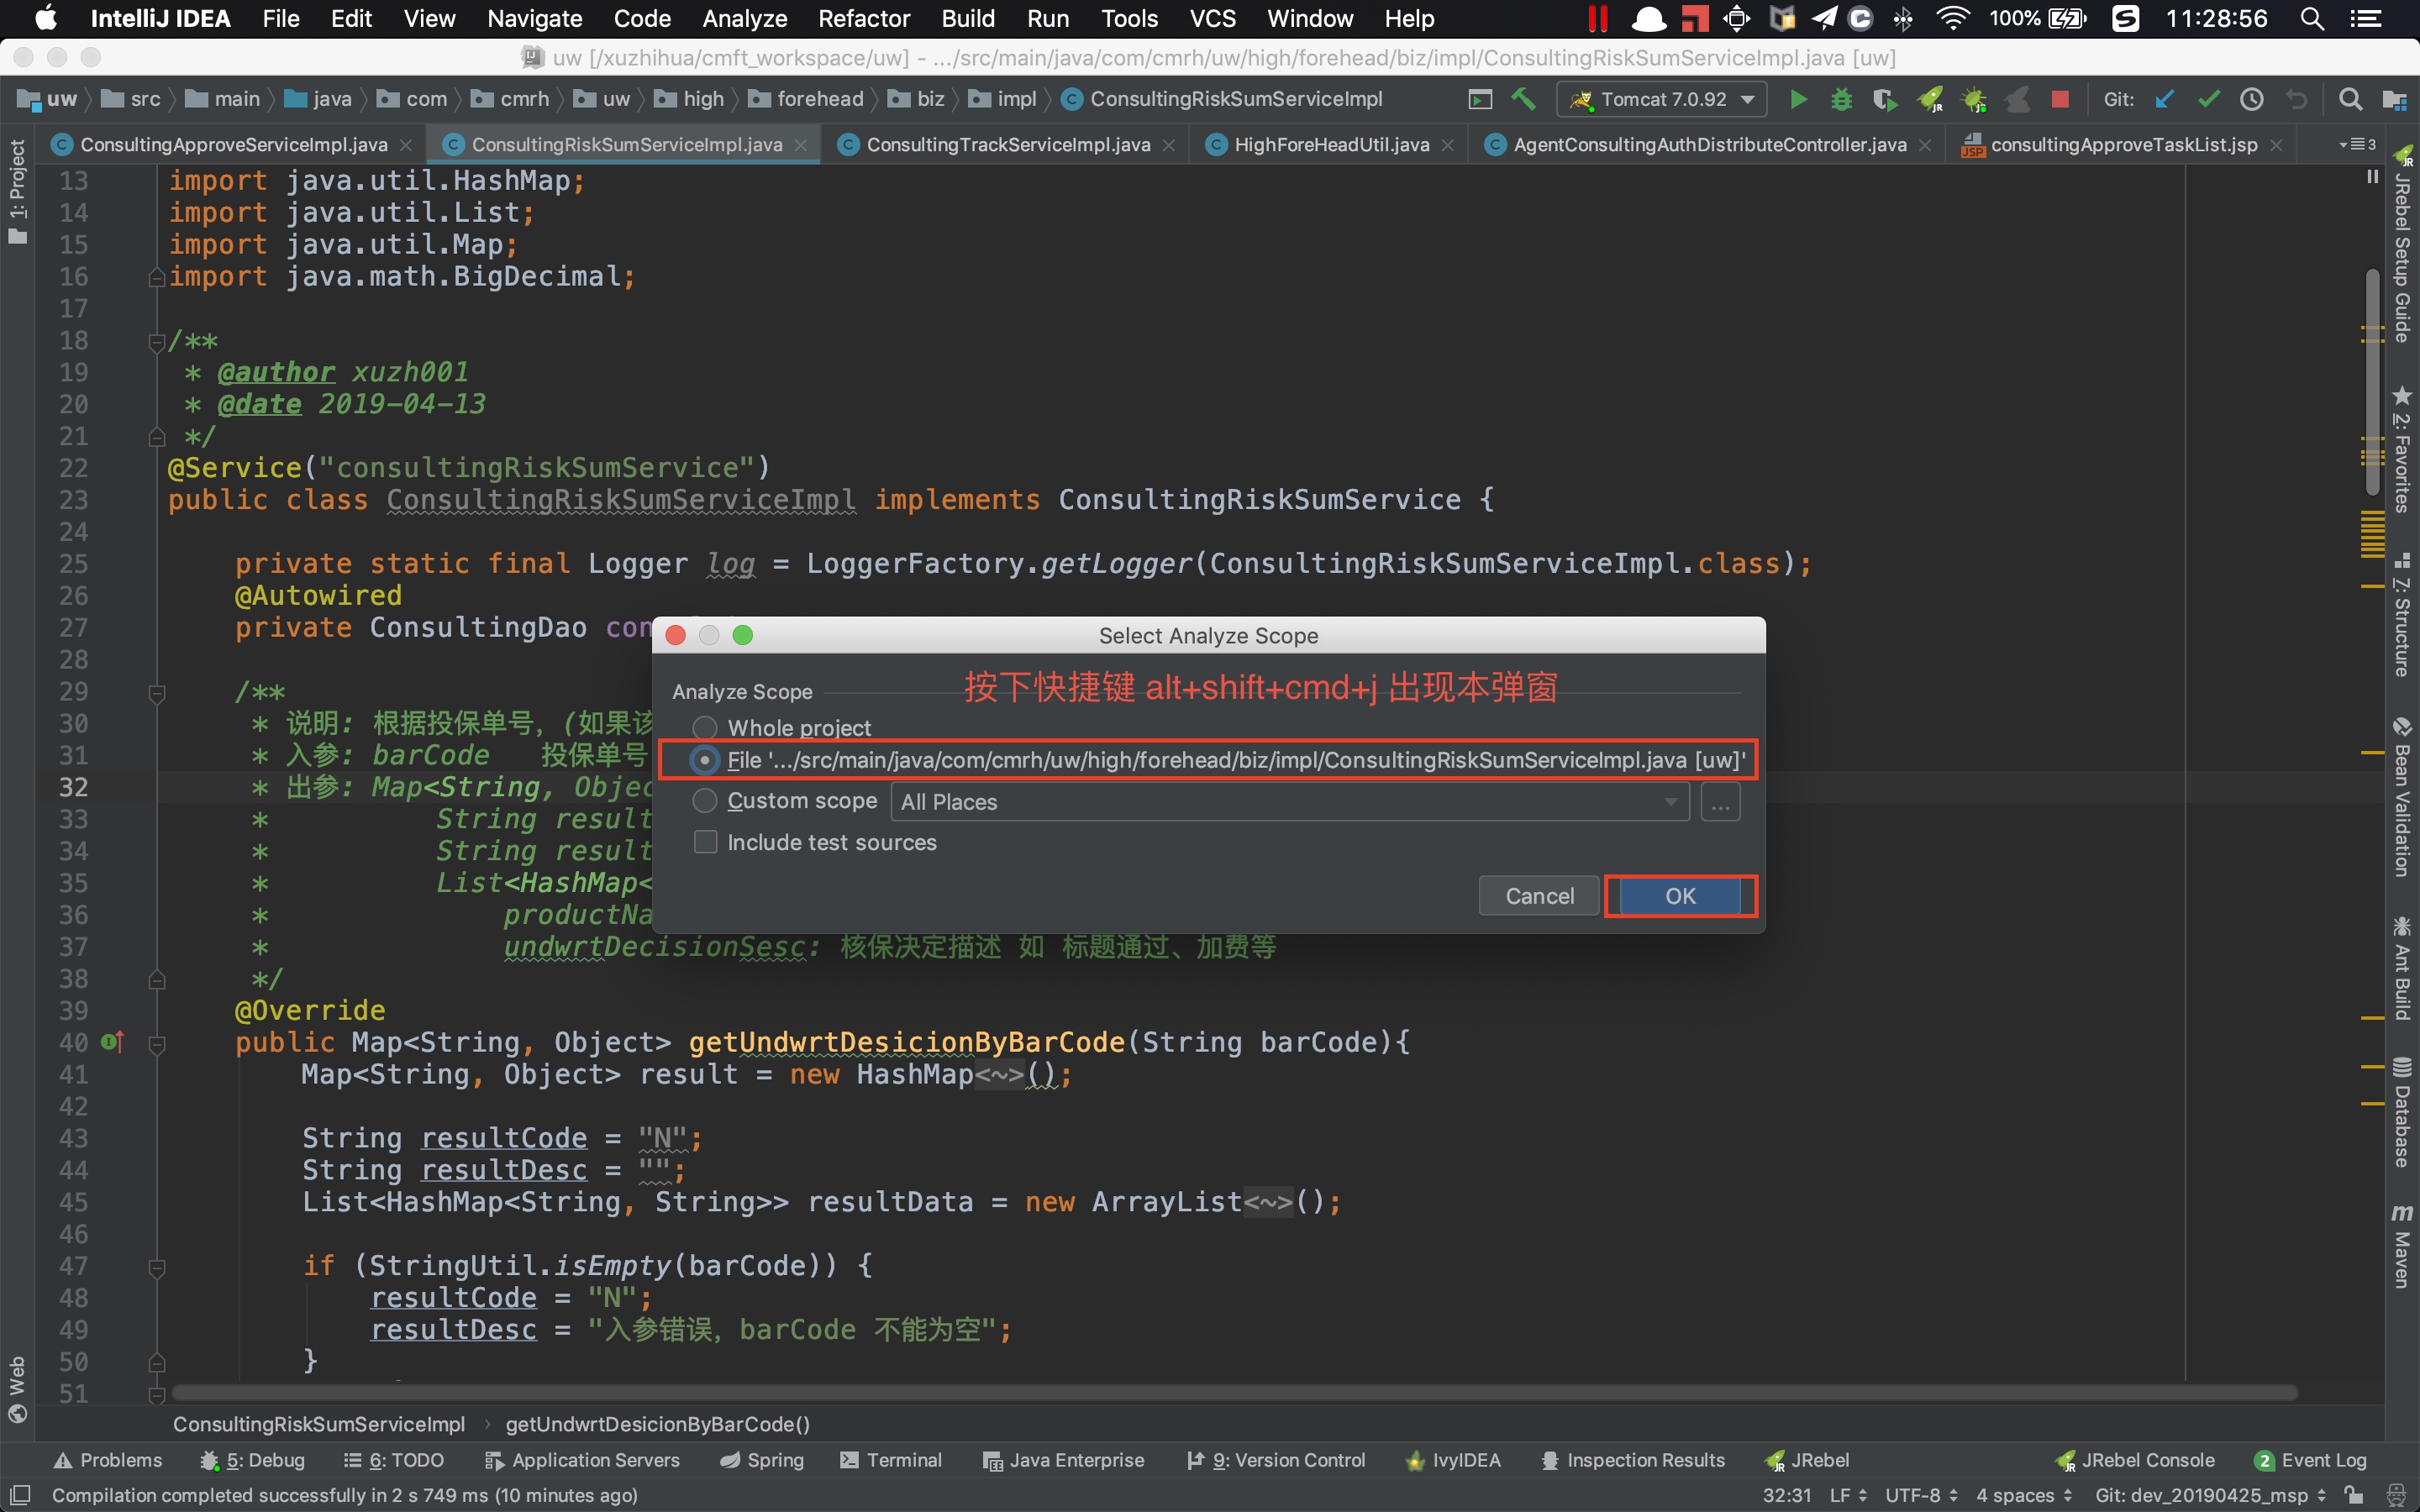 IntelliJ IDEA File Edit View Navigate Code Analyze Refactor Build Run Tools VCS Window Help 100% 11:28:56
uw [/xuzhihua/cmft_workspace/uw] - .../src/main/java/com/cmrh/uw/high/forehead/biz/impl/ConsultingRiskSumServiceImpl.java [uw]
uw src main java com cmrh uw high forehead biz impl ConsultingRiskSumServiceImpl Tomcat 7.0.92 Git:
ConsultingApproveServiceImpl.java ConsultingRiskSumServiceImpl.java ConsultingTrackServiceImpl.java HighForeHeadUtil.java AgentConsultingAuthDistributeController.java consultingApproveTaskList.jsp 3
1: Project
Web
13 import java.util.HashMap;
14 import java.util.List;
15 import java.util.Map;
16 import java.math.BigDecimal;
17
18 /**
19 * @author xuzh001
20 * @date 2019-04-13
21 */
22 @Service("consultingRiskSumService")
23 public class ConsultingRiskSumServiceImpl implements ConsultingRiskSumService {
24
25 private static final Logger log = LoggerFactory.getLogger(ConsultingRiskSumServiceImpl.class);
26 @Autowired
27 private ConsultingDao con
28
29 /**
30 * 说明: 根据投保单号, (如果该
31 * 入参: barCode 投保单号
32 * 出参: Map<String, Objec
33 * String result
34 * String result
35 * List<HashMap<
36 * productNa
37 * undwrtDecisionSesc: 核保决定描述 如 标题通过、加费等
38 */
39 @Override
40 public Map<String, Object> getUndwrtDesicionByBarCode(String barCode){
41 Map<String, Object> result = new HashMap<~>();
42
43 String resultCode = "N";
44 String resultDesc = "";
45 List<HashMap<String, String>> resultData = new ArrayList<~>();
46
47 if (StringUtil.isEmpty(barCode)) {
48 resultCode = "N";
49 resultDesc = "入参错误, barCode 不能为空";
50 }
51
Select Analyze Scope
按下快捷键 alt+shift+cmd+j 出现本弹窗
Analyze Scope
Whole project
File '.../src/main/java/com/cmrh/uw/high/forehead/biz/impl/ConsultingRiskSumServiceImpl.java [uw]'
Custom scope All Places ...
Include test sources
Cancel OK
JRebel Setup Guide
2: Favorites
7: Structure
Bean Validation
Ant Build
Database
Maven
ConsultingRiskSumServiceImpl › getUndwrtDesicionByBarCode()
Problems 5: Debug 6: TODO Application Servers Spring Terminal Java Enterprise 9: Version Control IvyIDEA Inspection Results JRebel JRebel Console 2 Event Log
Compilation completed successfully in 2 s 749 ms (10 minutes ago) 32:31 LF UTF-8 4 spaces Git: dev_20190425_msp